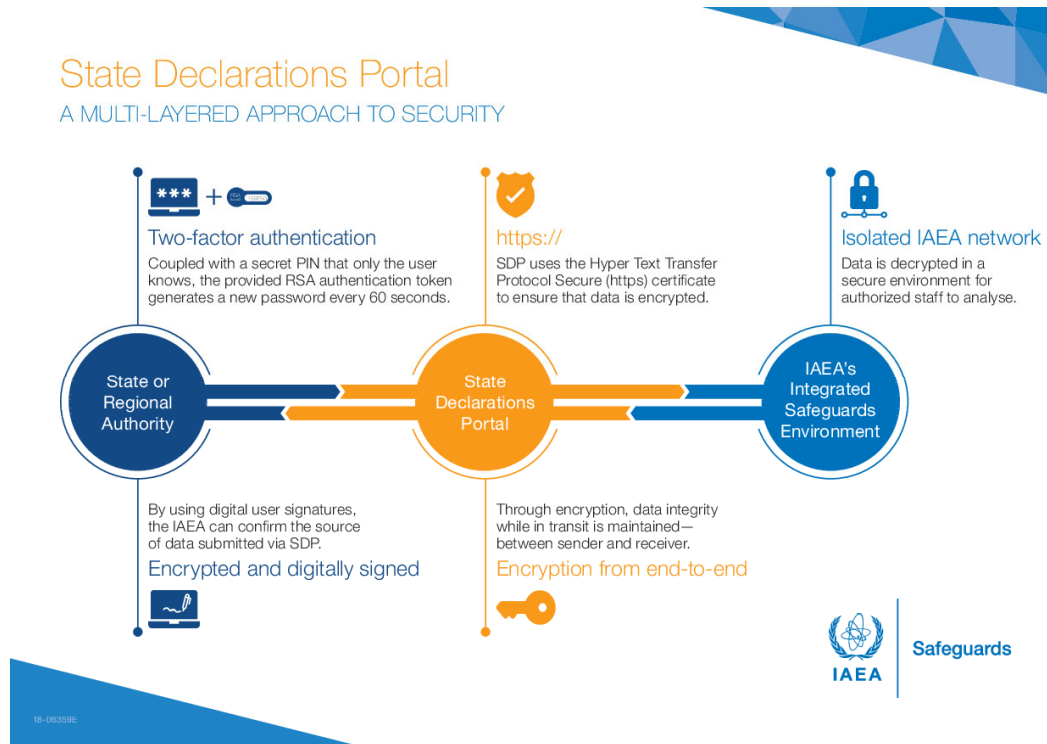 State Declarations Portal
A MULTI-LAYERED APPROACH TO SECURITY
***
Two-factor authentication
Coupled with a secret PIN that only the user
knows, the provided RSA authentication token
generates a new password every 60 seconds.
https://
SDP uses the Hyper Text Transfer
Protocol Secure (https) certificate
to ensure that data is encrypted.
Isolated IAEA network
Data is decrypted in a
secure environment for
authorized staff to analyse.
State or
Regional
Authority
State
Declarations
Portal
IAEA's
Integrated
Safeguards
Environment
By using digital user signatures,
the IAEA can confirm the source
of data submitted via SDP.
Encrypted and digitally signed
Through encryption, data integrity
while in transit is maintained—
between sender and receiver.
Encryption from end-to-end
IAEA
Safeguards
18-06359E